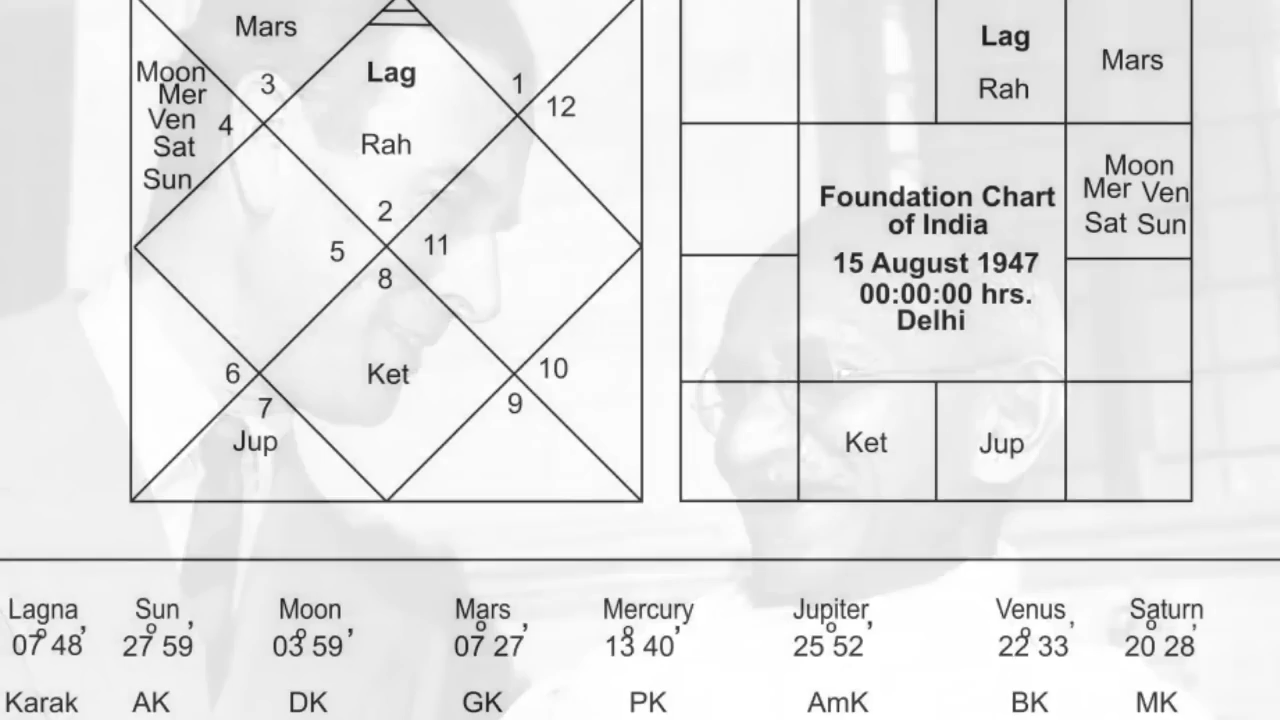 Mars
Moon
Mer
Ven
Sat
Sun
3
4
Lag
Rah
2
1
12
5
11
8
Ket
6
7
Jup
10
9
Lag
Rah
Mars
Foundation Chart
of India
15 August 1947
00:00:00 hrs.
Delhi
Moon
Mer Ven
Sat Sun
Ket
Jup
Lagna Sun Moon Mars Mercury Jupiter Venus Saturn
07° 48' 27° 59' 03° 59' 07° 27' 13° 40' 25° 52' 22° 33' 20° 28'
Karak AK DK GK PK AmK BK MK